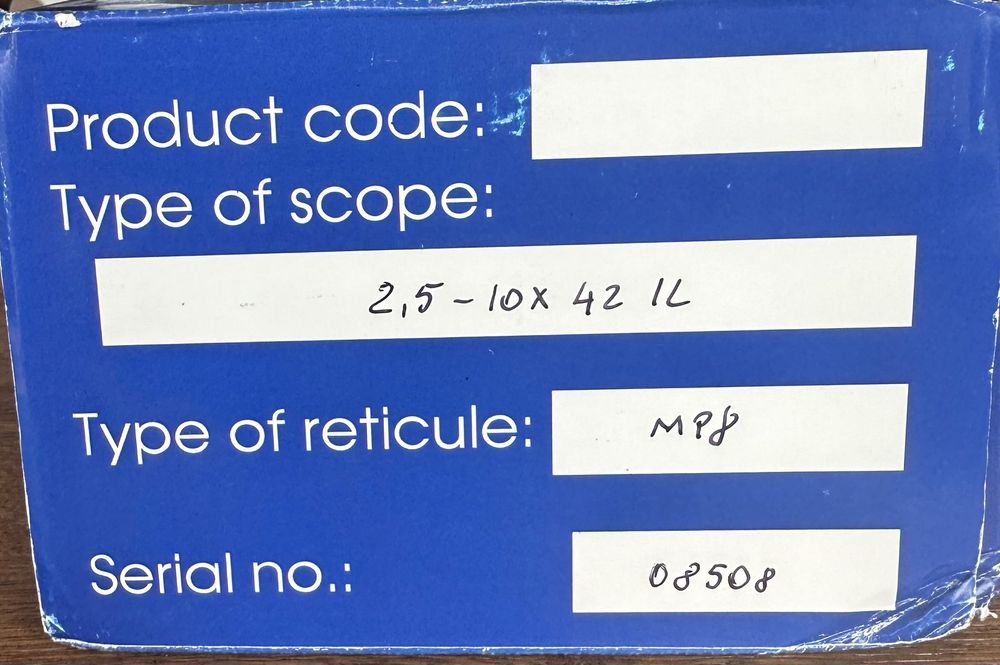 Product code:
Type of scope:
2,5-10x 42 IL
Type of reticule: MP8
Serial no.: 08508